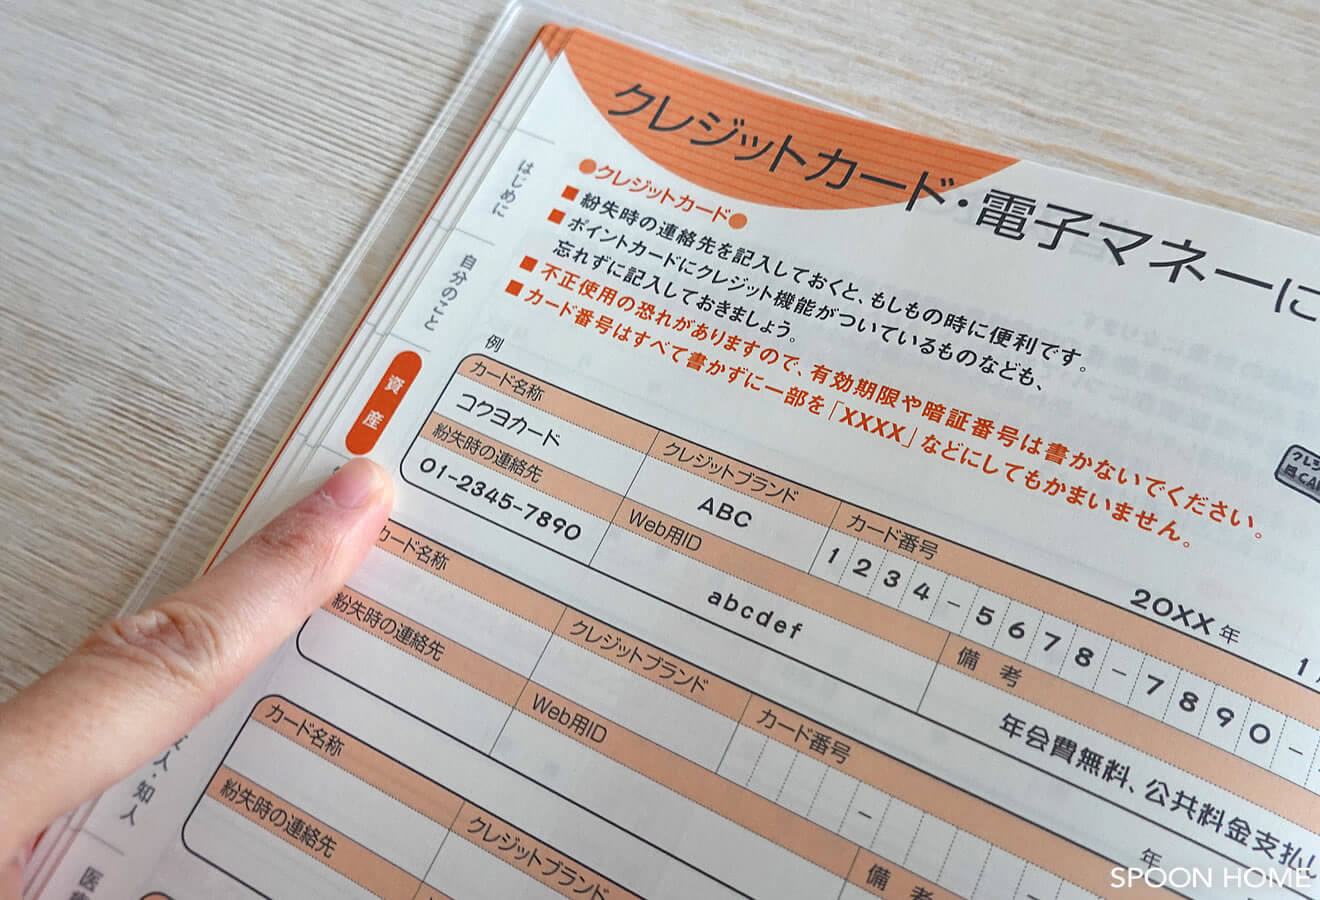 クレジットカード・電子マネーに
●クレジットカード●
■紛失時の連絡先を記入しておくと、もしもの時に便利です。
■ポイントカードにクレジット機能がついているものなども、
忘れずに記入しておきましょう。
■不正使用の恐れがありますので、有効期限や暗証番号は書かないでください。
■カード番号はすべて書かずに一部を「XXXX」などにしてもかまいません。
はじめに
自分のこと
資産
人・知人
医
例
カード名称
コクヨカード
クレジットブランド
ABC
カード番号
1234-5678-7890-
20XX年
1
紛失時の連絡先
01-2345-7890
Web用ID
abcdef
備考
年会費無料、公共料金支払
カード名称
クレジットブランド
カード番号
-
年
紛失時の連絡先
Web用ID
備考
カード名称
クレジットブランド
紛失時の連絡先
SPOON HOME